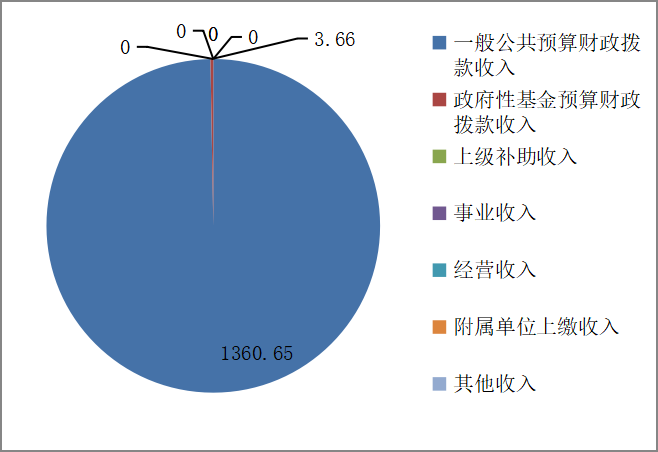 0
0
0
0
3.66
1360.65
一般公共预算财政拨
款收入
政府性基金预算财政
拨款收入
上级补助收入
事业收入
经营收入
附属单位上缴收入
其他收入